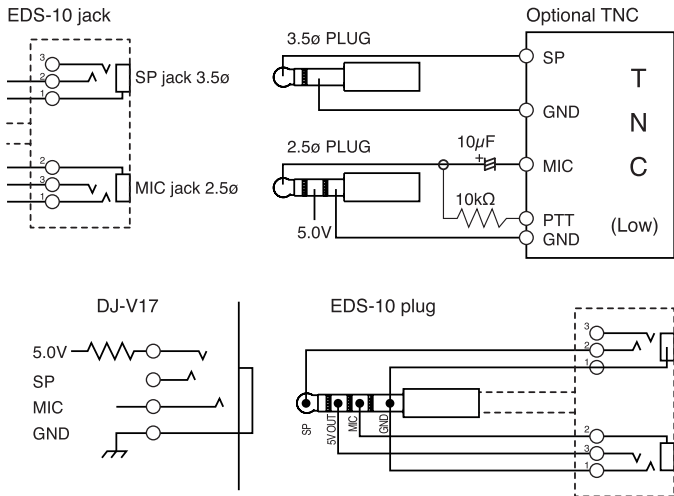 EDS-10 jack
3
2
1
SP jack 3.5ø
2
3
1
MIC jack 2.5ø
3.5ø PLUG
2.5ø PLUG
5.0V
10µF
+
10kΩ
Optional TNC
SP
GND
MIC
PTT
GND
T
N
C
(Low)
DJ-V17
5.0V
SP
MIC
GND
EDS-10 plug
SP
5V OUT
MIC
GND
3
2
1
2
3
1